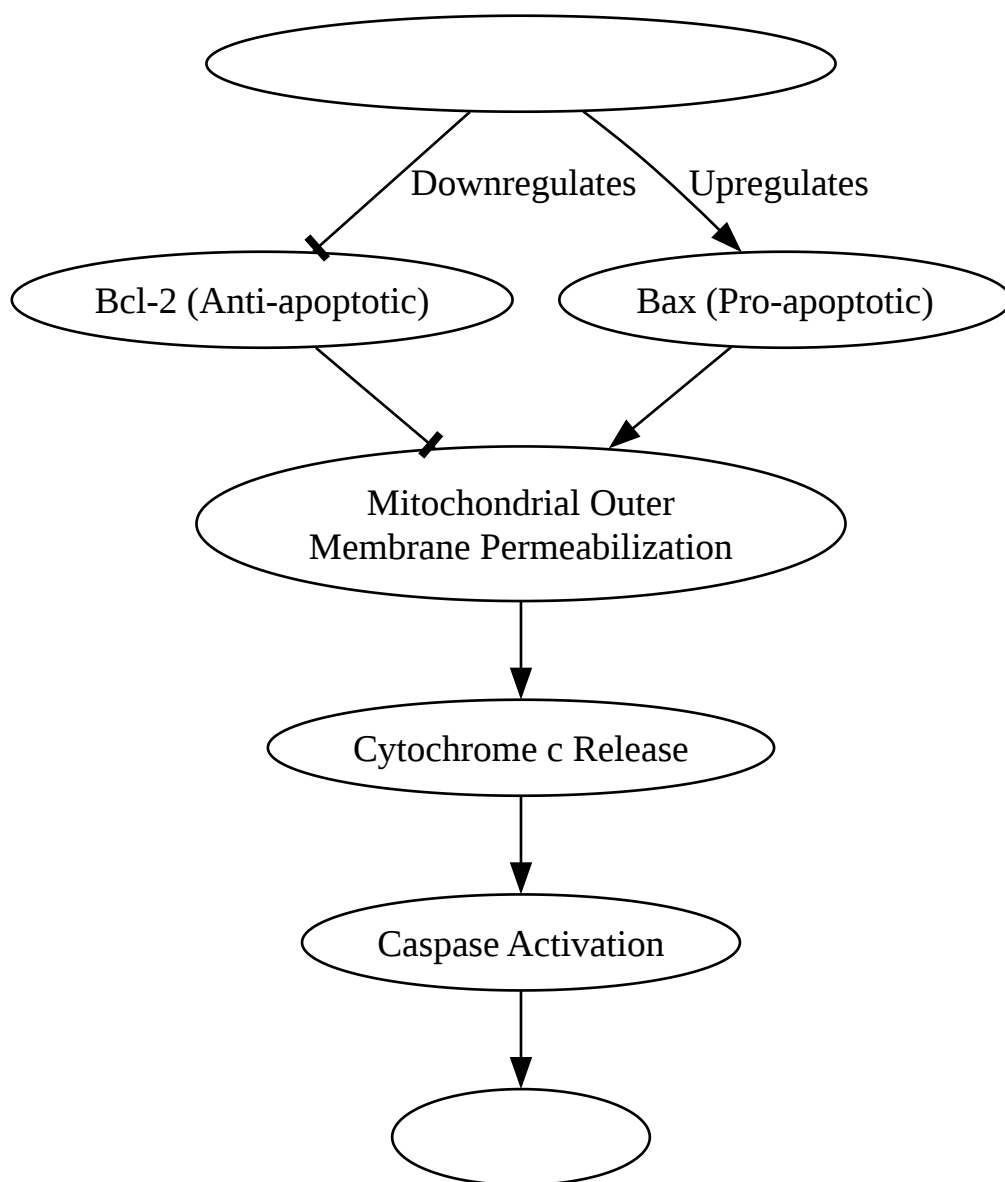 Downregulates
Upregulates
Bcl-2 (Anti-apoptotic)
Bax (Pro-apoptotic)
Mitochondrial Outer
Membrane Permeabilization
Cytochrome c Release
Caspase Activation